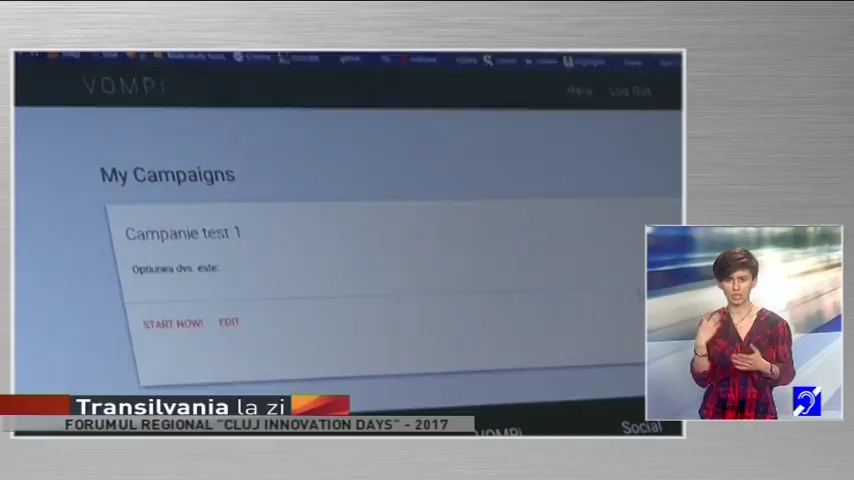 VOMPi
Help Log Out
My Campaigns
Campanie test 1
Optiunea dvs. este:
START NOW! EDIT
Transilvania la zi
FORUMUL REGIONAL "CLUJ INNOVATION DAYS" - 2017
VOMPi
Social